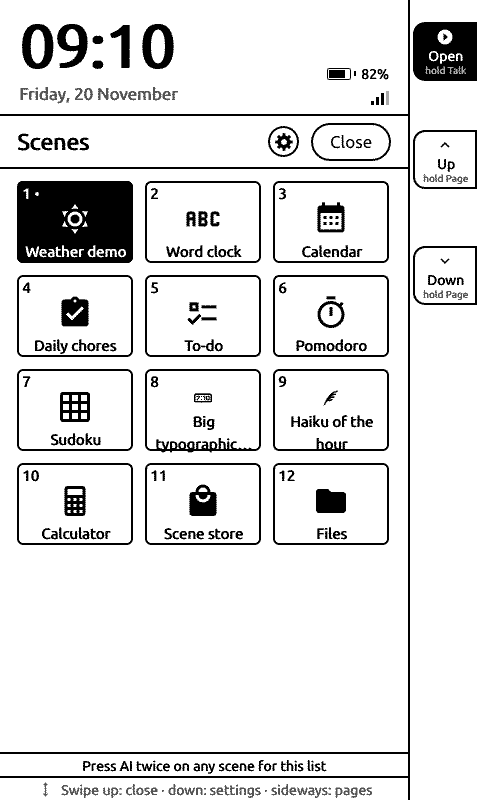 09:10
82%
Friday, 20 November
Scenes
Close
1 •
Weather demo
2
ABC
Word clock
3
Calendar
4
Daily chores
5
To-do
6
Pomodoro
7
Sudoku
8
7:10
Big
typographic...
9
Haiku of the
hour
10
Calculator
11
Scene store
12
Files
Press AI twice on any scene for this list
Swipe up: close · down: settings · sideways: pages
Open
hold Talk
Up
hold Page
Down
hold Page